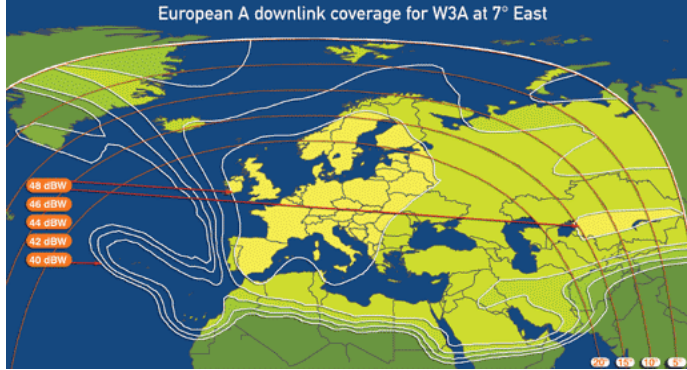 European A downlink coverage for W3A at 7° East
48 dBW
46 dBW
44 dBW
42 dBW
40 dBW
20° 15° 10° 5°